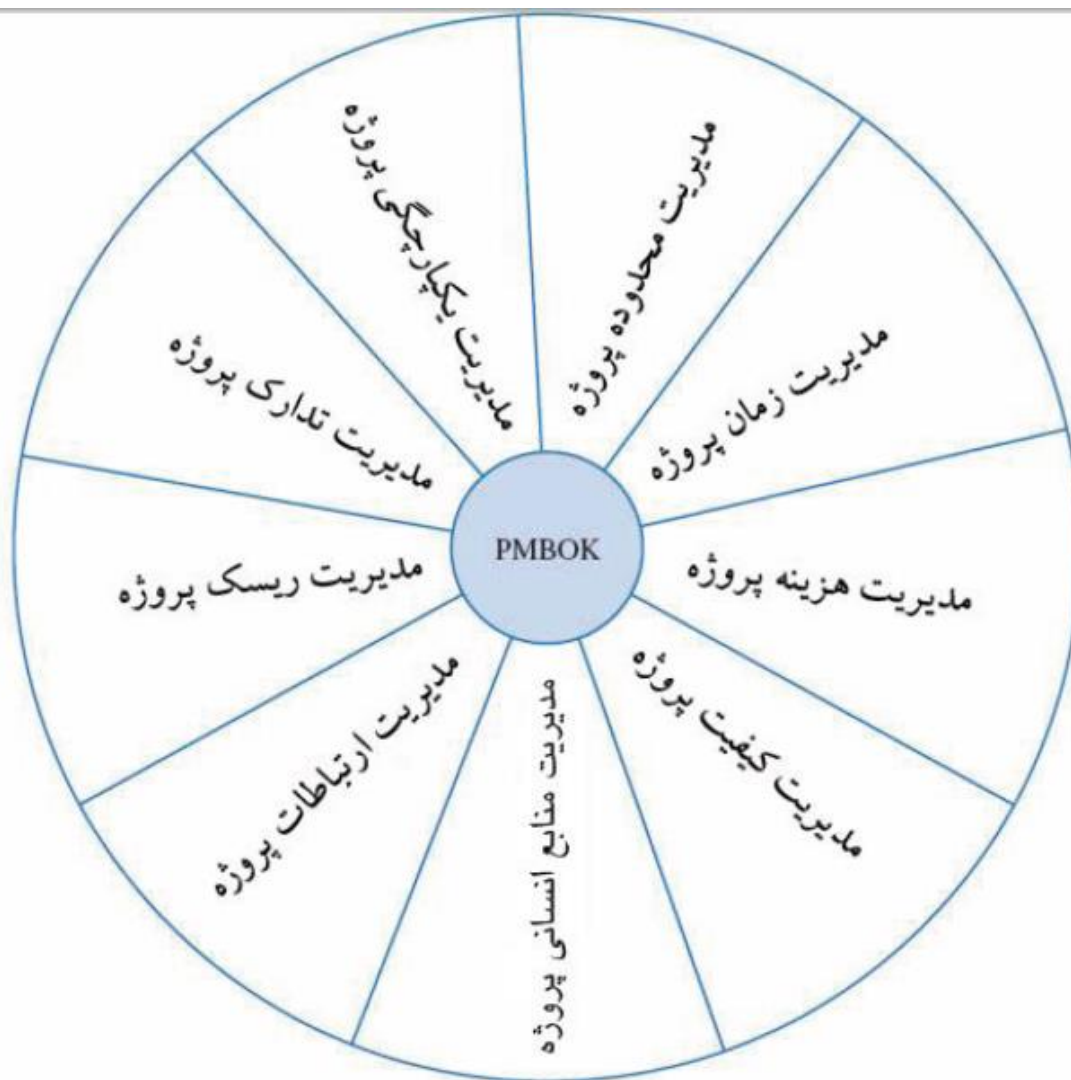 مدیریت یکپارچگی پروژه
مدیریت محدوده پروژه
مدیریت زمان پروژه
مدیریت هزینه پروژه
مدیریت کیفیت پروژه
مدیریت منابع انسانی پروژه
مدیریت ارتباطات پروژه
مدیریت ریسک پروژه
مدیریت تدارک پروژه
PMBOK